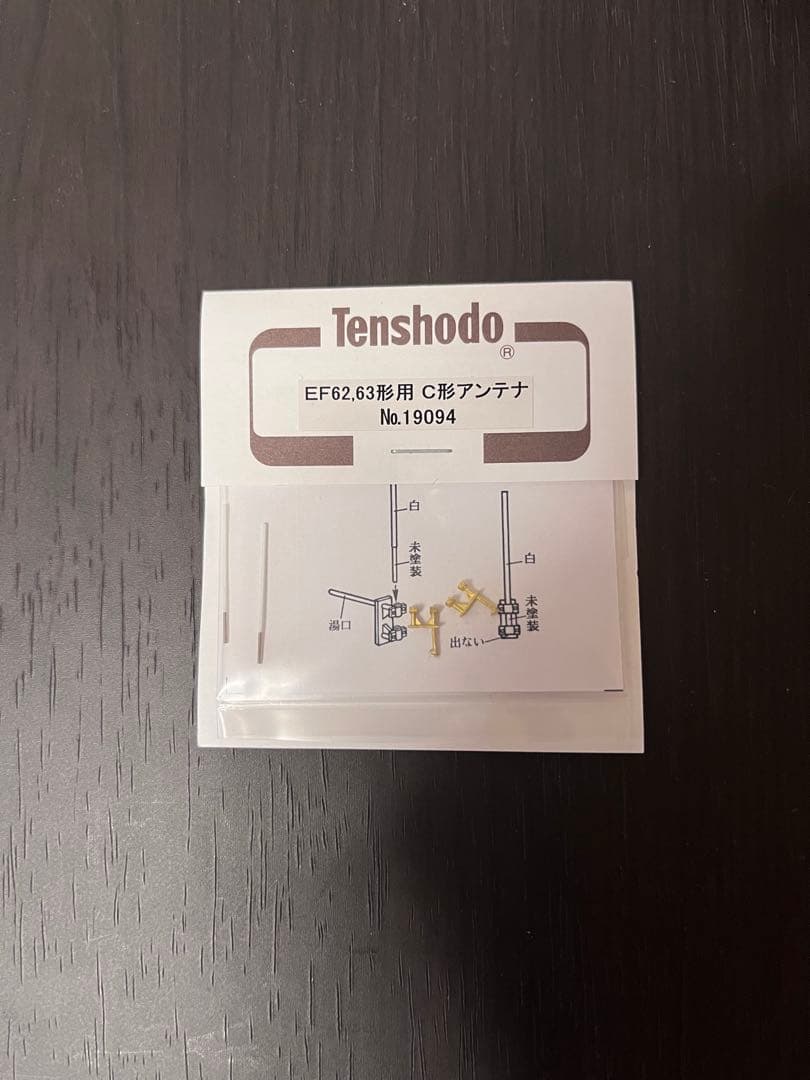 Tenshodo
®
EF62,63形用 C形アンテナ
№.19094
白
未塗装
湯口
白
未塗装
出ない